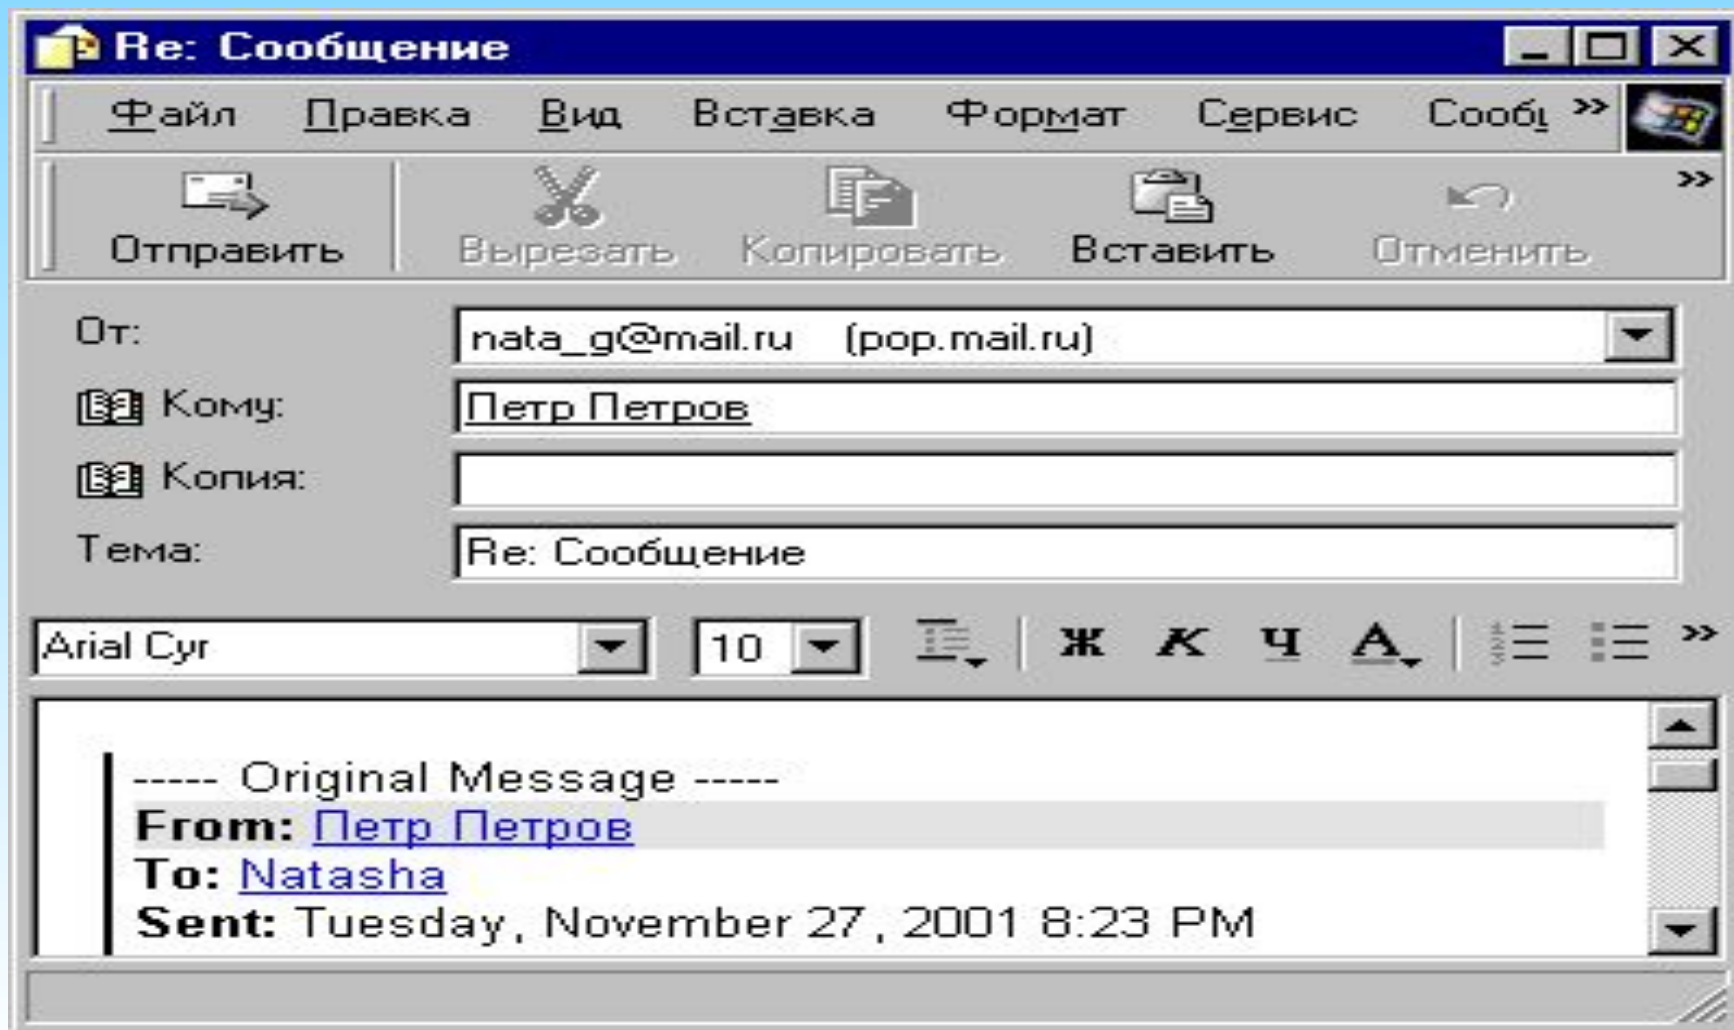 Re: Сообщение
Файл Правка Вид Вставка Формат Сервис »
»
Отправить Вырезать Копировать Вставить Отменить
От: nata_g@mail.ru (pop.mail.ru)
Кому: Петр Петров
Копия:
Тема: Re: Сообщение
Arial Cyr 10 Ж К Ч А »
----- Original Message -----
From: Петр Петров
To: Natasha
Sent: Tuesday, November 27, 2001 8:23 PM